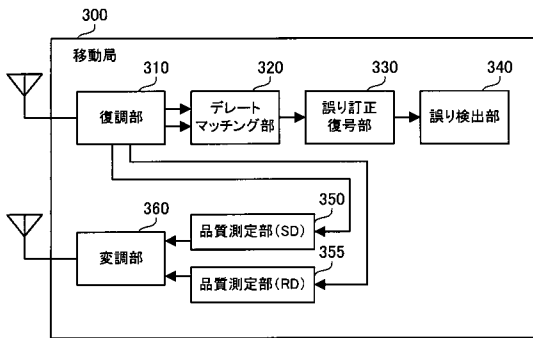 300
移動局
310
320
330
340
復調部
デレート
マッチング部
誤り訂正
復号部
誤り検出部
360
350
変調部
品質測定部(SD)
355
品質測定部(RD)